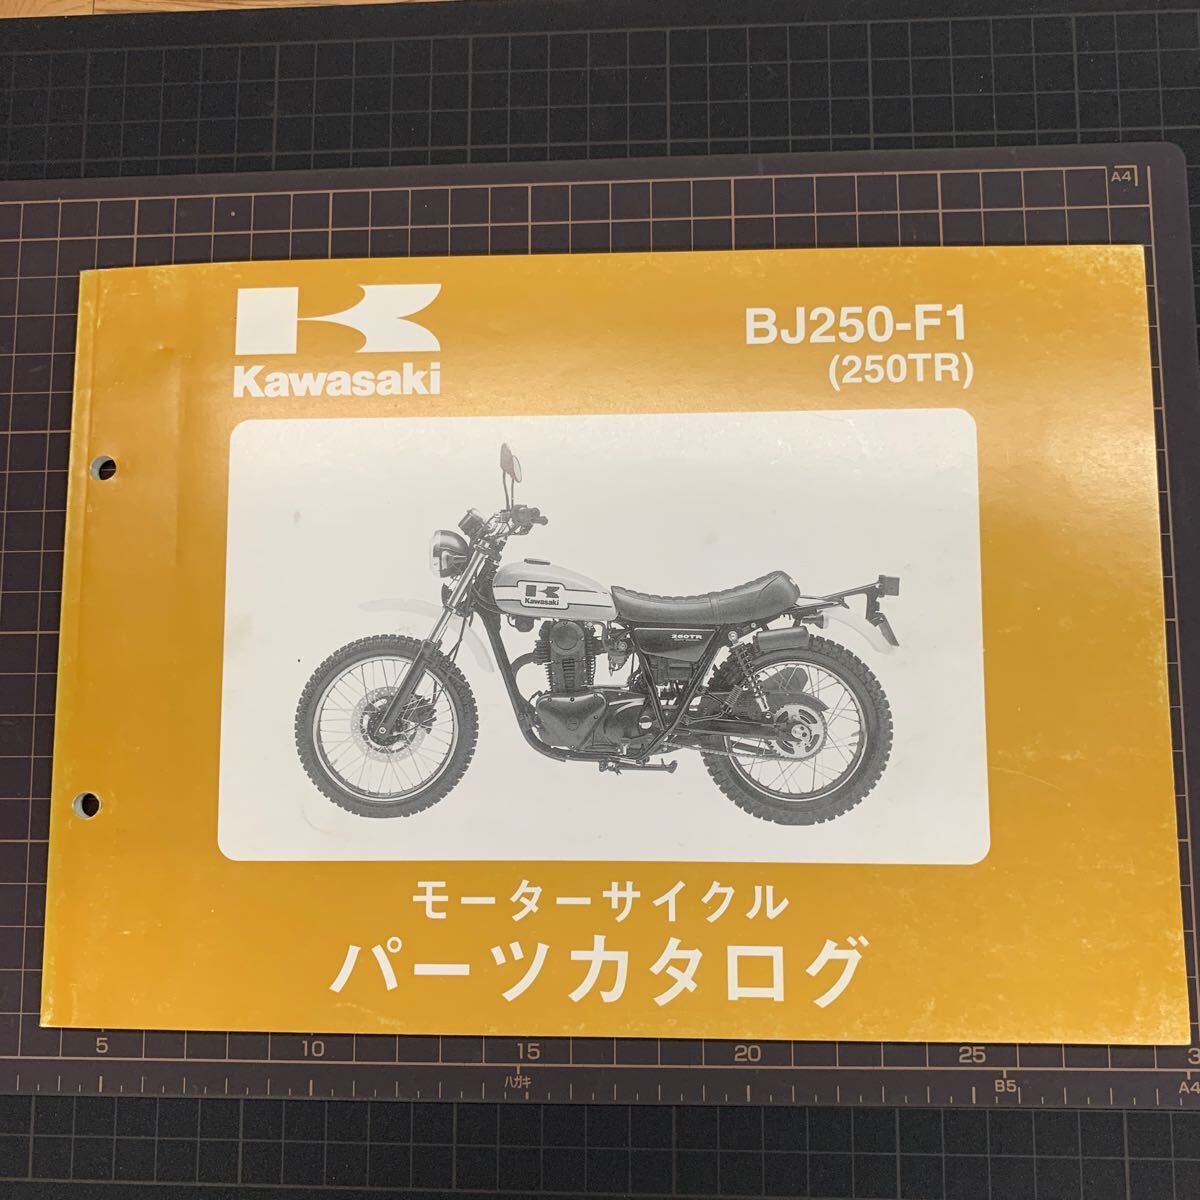 A4
Kawasaki
BJ250-F1
(250TR)
Kawasaki
250TR
モーターサイクル
パーツカタログ
5 10 15 20 25 3
ハガキ B5 A4